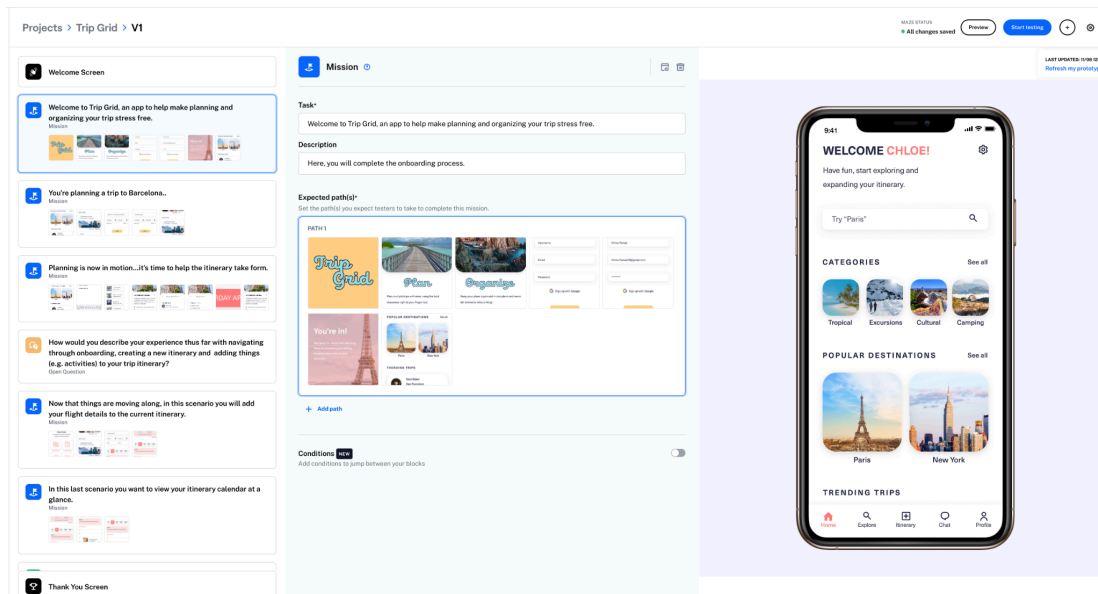 Projects > Trip Grid > V1
MAZE STATUS
All changes saved
Preview
Start testing
LAST UPDATED: 11/08 12
Refresh my prototyp
Welcome Screen
Welcome to Trip Grid, an app to help make planning and
organizing your trip stress free.
Mission
You're planning a trip to Barcelona..
Mission
Planning is now in motion...it's time to help the itinerary take form.
Mission
How would you describe your experience thus far with navigating
through onboarding, creating a new itinerary and adding things
(e.g. activities) to your trip itinerary?
Open Question
Now that things are moving along, in this scenario you will add
your flight details to the current itinerary.
Mission
In this last scenario you want to view your itinerary calendar at a
glance.
Mission
Thank You Screen
Mission
Task*
Welcome to Trip Grid, an app to help make planning and organizing your trip stress free.
Description
Here, you will complete the onboarding process.
Expected path(s)*
Set the path(s) you expect testers to take to complete this mission.
PATH 1
Trip
Grid
Plan
Organize
You're in!
POPULAR DESTINATIONS
Paris
New York
TRENDING TRIPS
+ Add path
Conditions NEW
Add conditions to jump between your blocks
9:41
WELCOME CHLOE!
Have fun, start exploring and
expanding your itinerary.
Try "Paris"
CATEGORIES See all
Tropical Excursions Cultural Camping
POPULAR DESTINATIONS See all
Paris New York
TRENDING TRIPS
Home Explore Itinerary Chat Profile